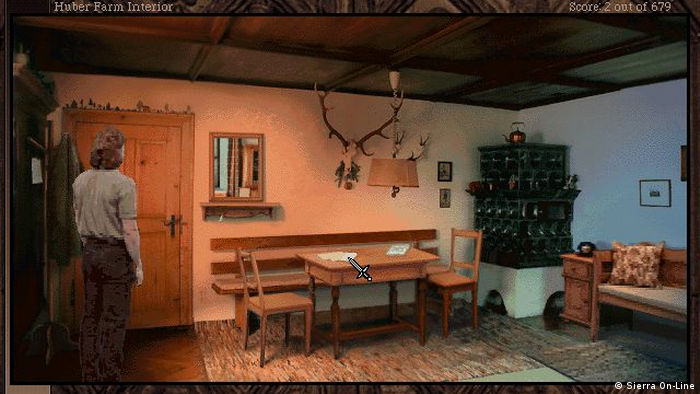 Huber Farm Interior
Score: 2 out of 679
© Sierra On-Line